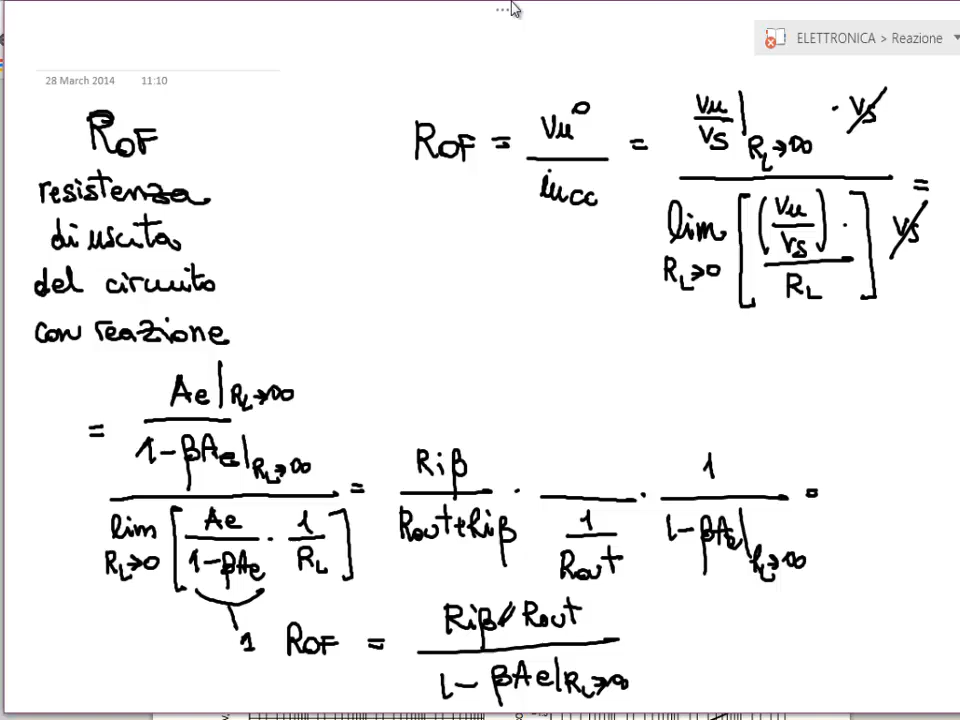 ELETTRONICA > Reazione
28 March 2014 11:10
ROF
resistenza
di uscita
del circuito
con reazione
ROF = vu⁰ / iucc = (vu/vs |RL→∞ · vs) / (lim RL→0 [(vu/vs) · / RL] vs) =
= (Ae|RL→∞ / 1-βAe|RL→∞) / (lim RL→0 [Ae / 1-βAe · 1/RL]) = Riβ / Rout+Riβ · / (1/Rout) · 1 / 1-βAe|RL→∞ =
1
ROF = Riβ // Rout / 1-βAe|RL→∞